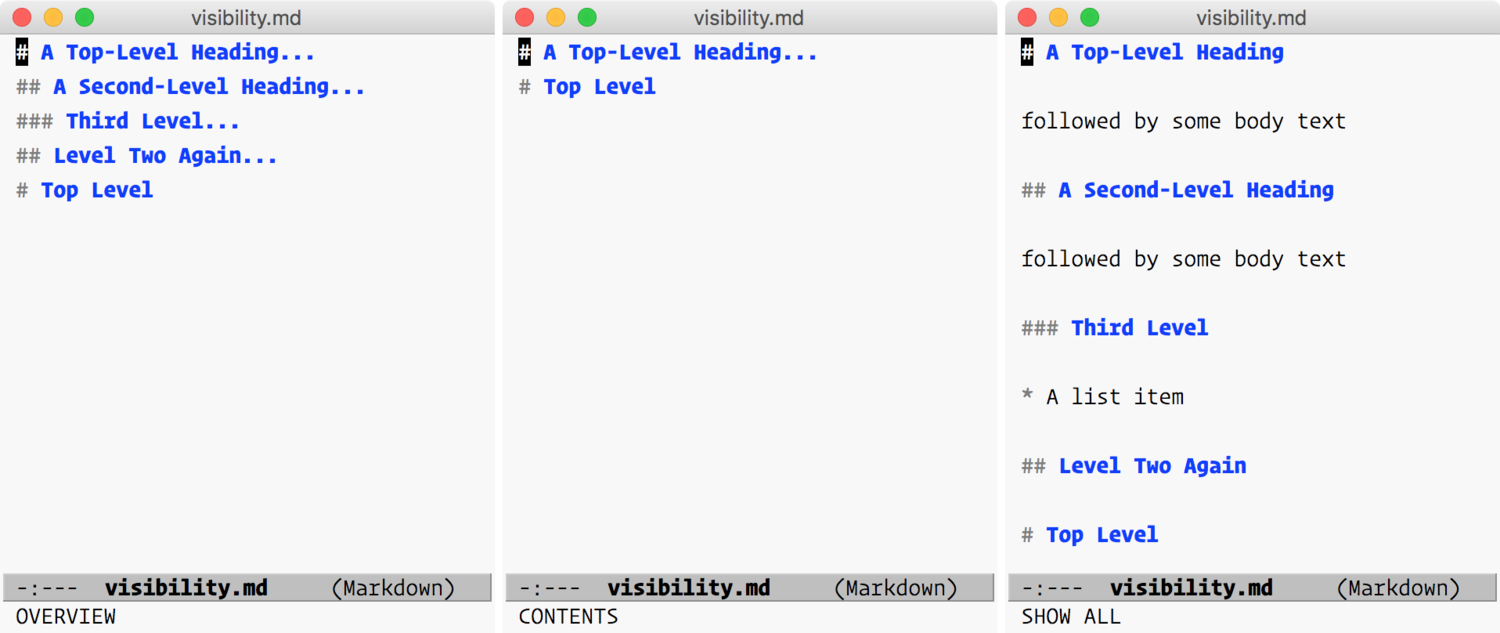 visibility.md
# A Top-Level Heading...
## A Second-Level Heading...
### Third Level...
## Level Two Again...
# Top Level
-:--- visibility.md (Markdown)
OVERVIEW
visibility.md
# A Top-Level Heading...
# Top Level
-:--- visibility.md (Markdown)
CONTENTS
visibility.md
# A Top-Level Heading
followed by some body text
## A Second-Level Heading
followed by some body text
### Third Level
* A list item
## Level Two Again
# Top Level
-:--- visibility.md (Markdown)
SHOW ALL